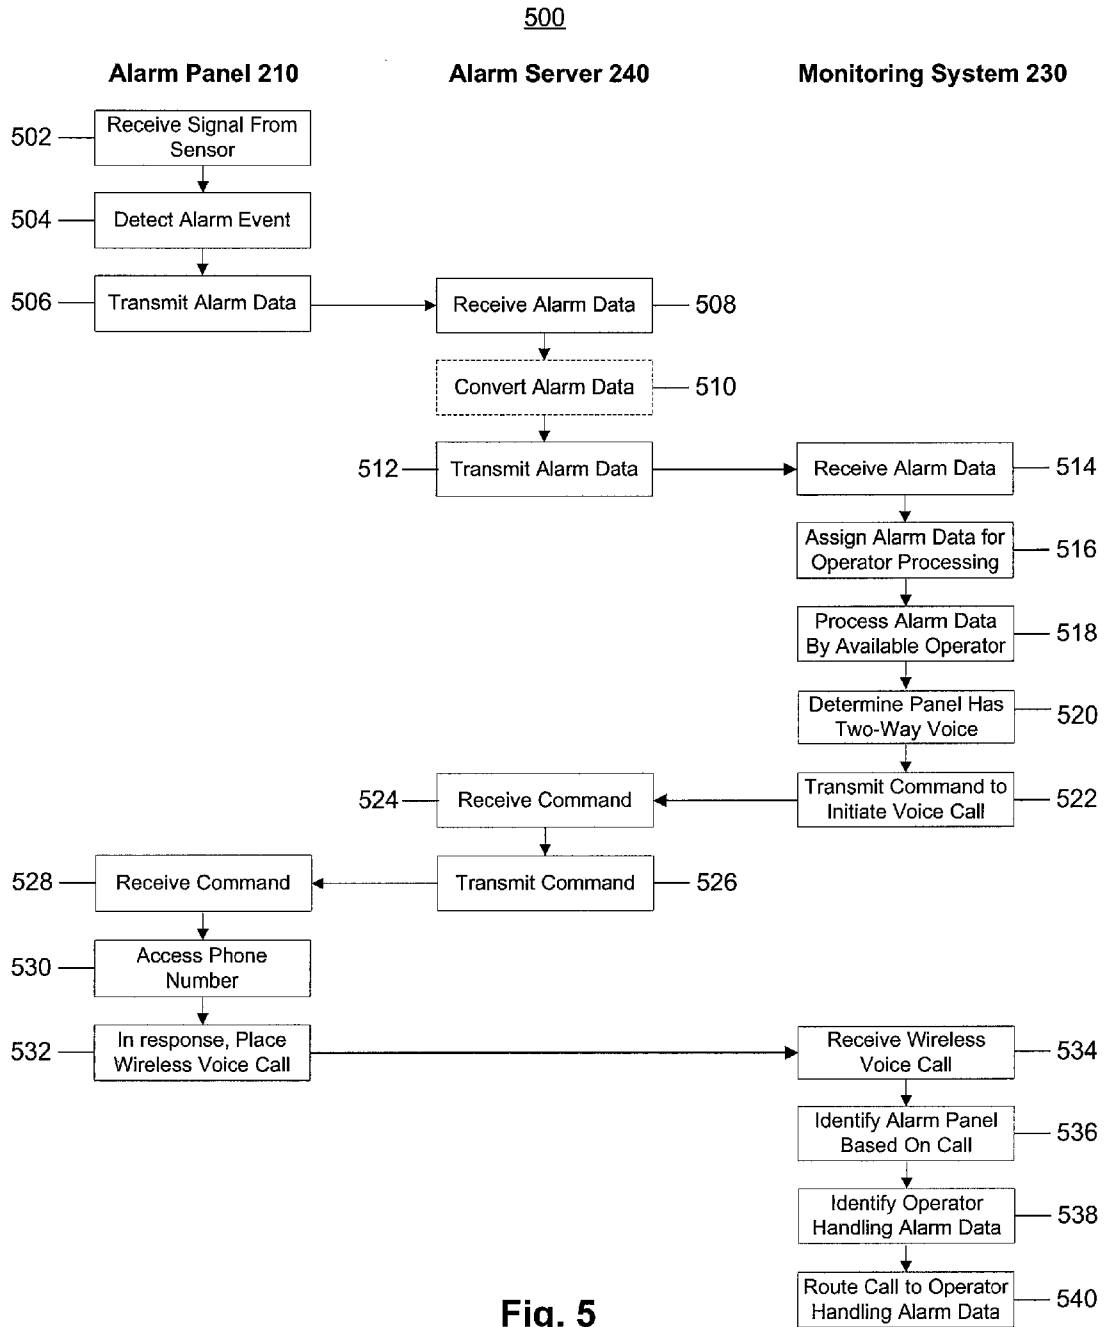 500
Alarm Panel 210
Alarm Server 240
Monitoring System 230
502
Receive Signal From
Sensor
504
Detect Alarm Event
506
Transmit Alarm Data
Receive Alarm Data
508
Convert Alarm Data
510
512
Transmit Alarm Data
Receive Alarm Data
514
Assign Alarm Data for
Operator Processing
516
Process Alarm Data
By Available Operator
518
Determine Panel Has
Two-Way Voice
520
524
Receive Command
Transmit Command to
Initiate Voice Call
522
528
Receive Command
Transmit Command
526
530
Access Phone
Number
532
In response, Place
Wireless Voice Call
Receive Wireless
Voice Call
534
Identify Alarm Panel
Based On Call
536
Identify Operator
Handling Alarm Data
538
Route Call to Operator
Handling Alarm Data
540
Fig. 5